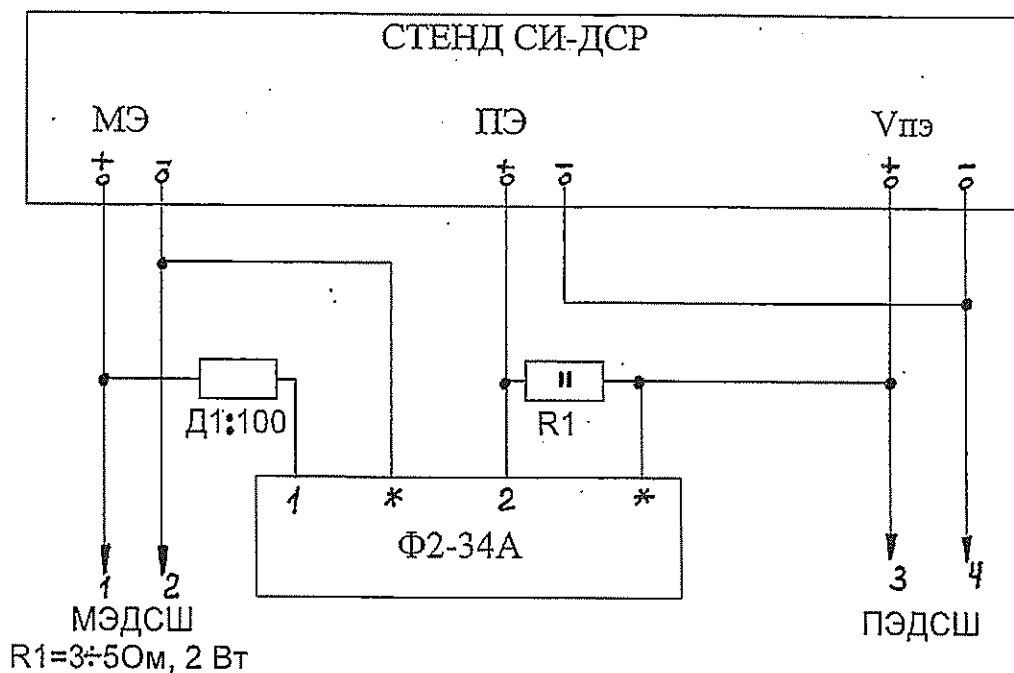 СТЕНД СИ-ДСР
МЭ ПЭ Vпэ
+ - + - + -
Д1:100 R1
1 * 2 *
Ф2-34А
1 2 3 4
МЭДСШ ПЭДСШ
R1=3÷5Ом, 2 Вт